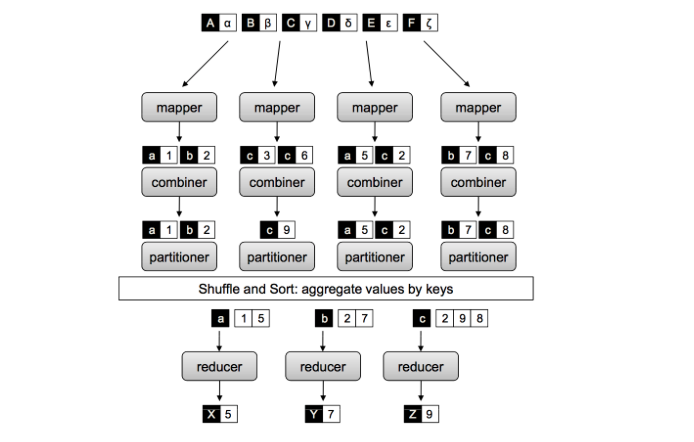 A α B β C γ D δ E ε F ζ
mapper mapper mapper mapper
a 1 b 2 c 3 c 6 a 5 c 2 b 7 c 8
combiner combiner combiner combiner
a 1 b 2 c 9 a 5 c 2 b 7 c 8
partitioner partitioner partitioner partitioner
Shuffle and Sort: aggregate values by keys
a 1 5 b 2 7 c 2 9 8
reducer reducer reducer
X 5 Y 7 Z 9